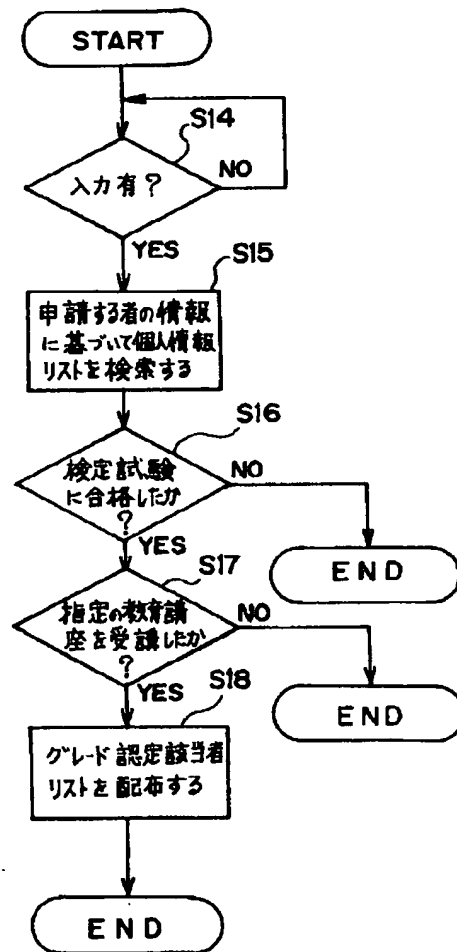 START
S14
入力有?
NO
YES
S15
申請する者の情報
に基づいて個人情報
リストを検索する
S16
検定試験
に合格したか
?
NO
YES
END
S17
指定の教育講
座を受講したか
?
NO
YES
END
S18
グレード認定該当者
リストを配布する
END